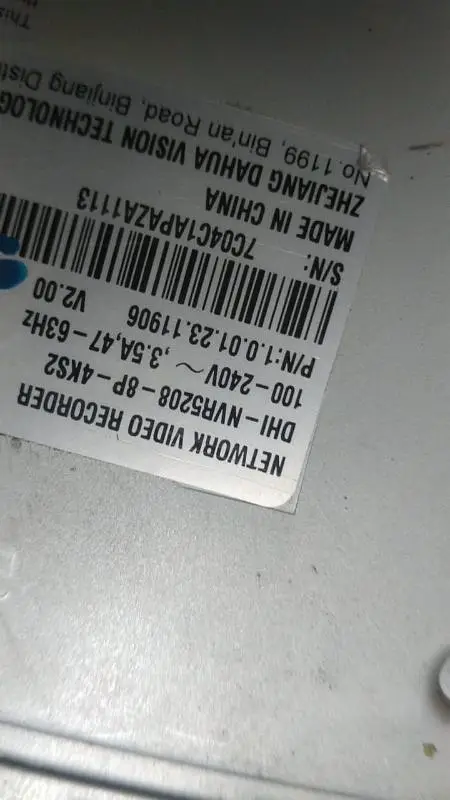 NETWORK VIDEO RECORDER
DHI-NVR5208-8P-4KS2
100-240V~,3.5A,47-63Hz
P/N:1.0.01.23.11906 V2.00
S/N: 7C04C1APAZA1113
MADE IN CHINA
ZHEJIANG DAHUA VISION TECHNOLOG
No.1199, Bin'an Road, Binjiang Distri
This